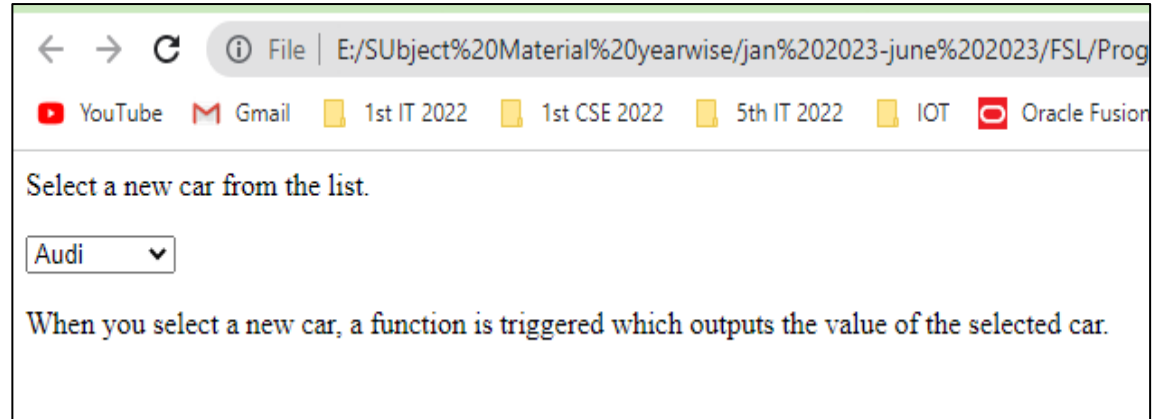 File | E:/SUbject%20Material%20yearwise/jan%202023-june%202023/FSL/Prog
YouTube Gmail 1st IT 2022 1st CSE 2022 5th IT 2022 IOT Oracle Fusion
Select a new car from the list.
Audi
When you select a new car, a function is triggered which outputs the value of the selected car.